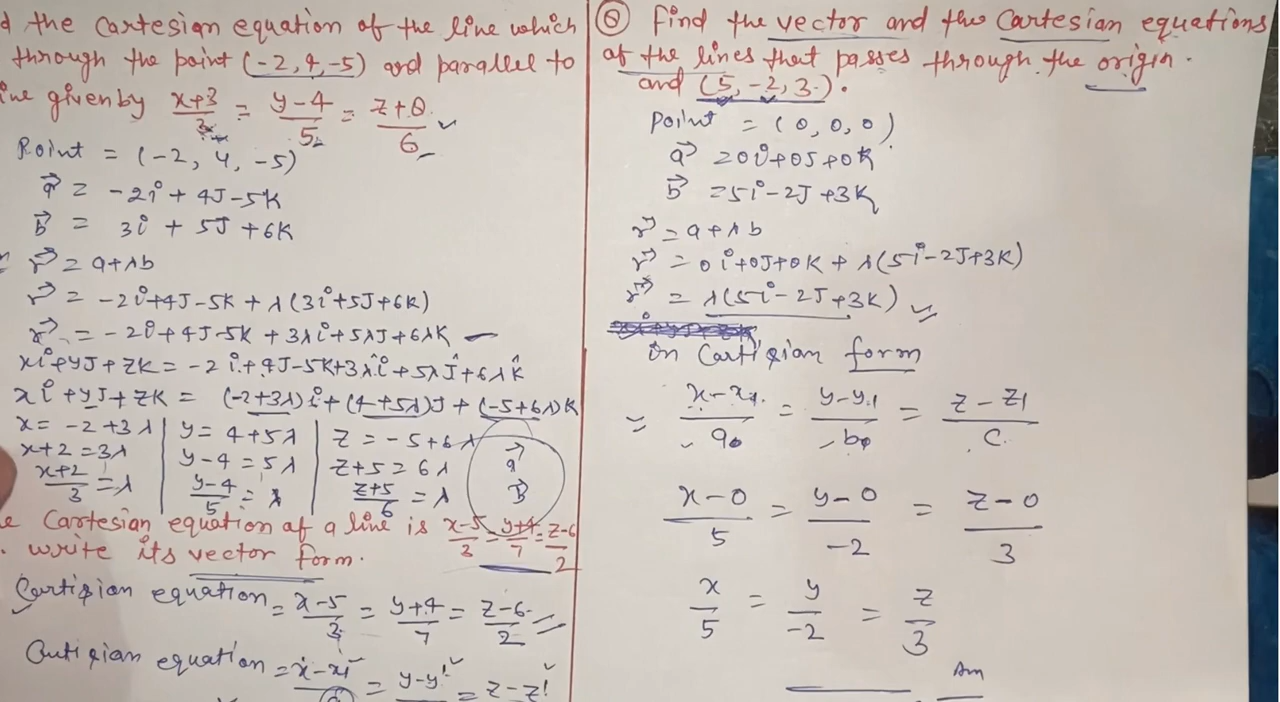 the Cartesian equation of the line which
through the point (-2, 4, -5) and parallel to
given by x+3/3 = y-4/5 = z+8/6
Point = (-2, 4, -5)
a⃗ = -2i + 4J - 5K
b⃗ = 3i + 5J + 6K
r⃗ = a+λb
r⃗ = -2i+4J-5K + λ(3i+5J+6K)
r⃗ = -2i+4J-5K + 3λi+5λJ+6λK
xi+yJ+zK = -2i+4J-5K+3λî+5λĴ+6λK̂
xi+yJ+zK = (-2+3λ)i+(4+5λ)J+(-5+6λ)K
x = -2+3λ | y = 4+5λ | z = -5+6λ
x+2 = 3λ | y-4 = 5λ | z+5 = 6λ
x+2/3 = λ | y-4/5 = λ | z+5/6 = λ
a⃗
B⃗
Cartesian equation of a line is x-5/3 = y+4/7 = z-6/2
write its vector form.
Cartisian equation = x-5/3 = y+4/7 = z-6/2
Cartisian equation = x-x1 = y-y1 = z-z1
Q Find the vector and the Cartesian equations
of the lines that passes through the origin.
and (5, -2, 3).
Point = (0, 0, 0)
a⃗ = 0i+0J+0K
b⃗ = 5i-2J+3K
r⃗ = a+λb
r⃗ = 0i+0J+0K + λ(5i-2J+3K)
r⃗ = λ(5i-2J+3K)
In Cartisian form
= x-x1/a = y-y1/b = z-z1/c
x-0/5 = y-0/-2 = z-0/3
x/5 = y/-2 = z/3
Am